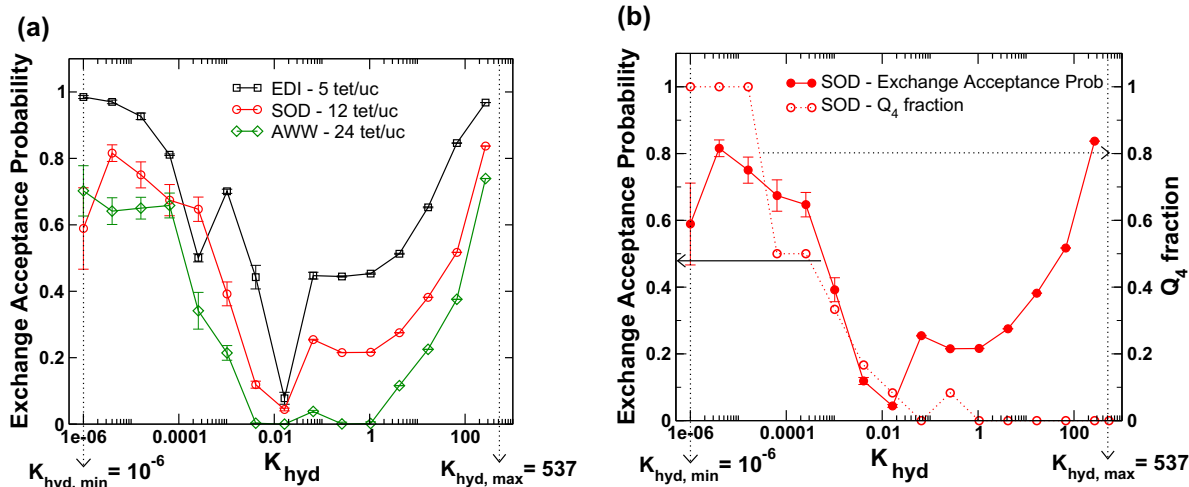 (a)
Exchange Acceptance Probability
1
0.8
0.6
0.4
0.2
0
EDI - 5 tet/uc
SOD - 12 tet/uc
AWW - 24 tet/uc
1e-06
0.0001
0.01
1
100
K_hyd
K_hyd, min = 10^-6
K_hyd, max = 537
(b)
Exchange Acceptance Probability
1
0.8
0.6
0.4
0.2
0
SOD - Exchange Acceptance Prob
SOD - Q_4 fraction
1
0.8
0.6
0.4
0.2
0
Q_4 fraction
1e-06
0.0001
0.01
1
100
K_hyd
K_hyd, min = 10^-6
K_hyd, max = 537